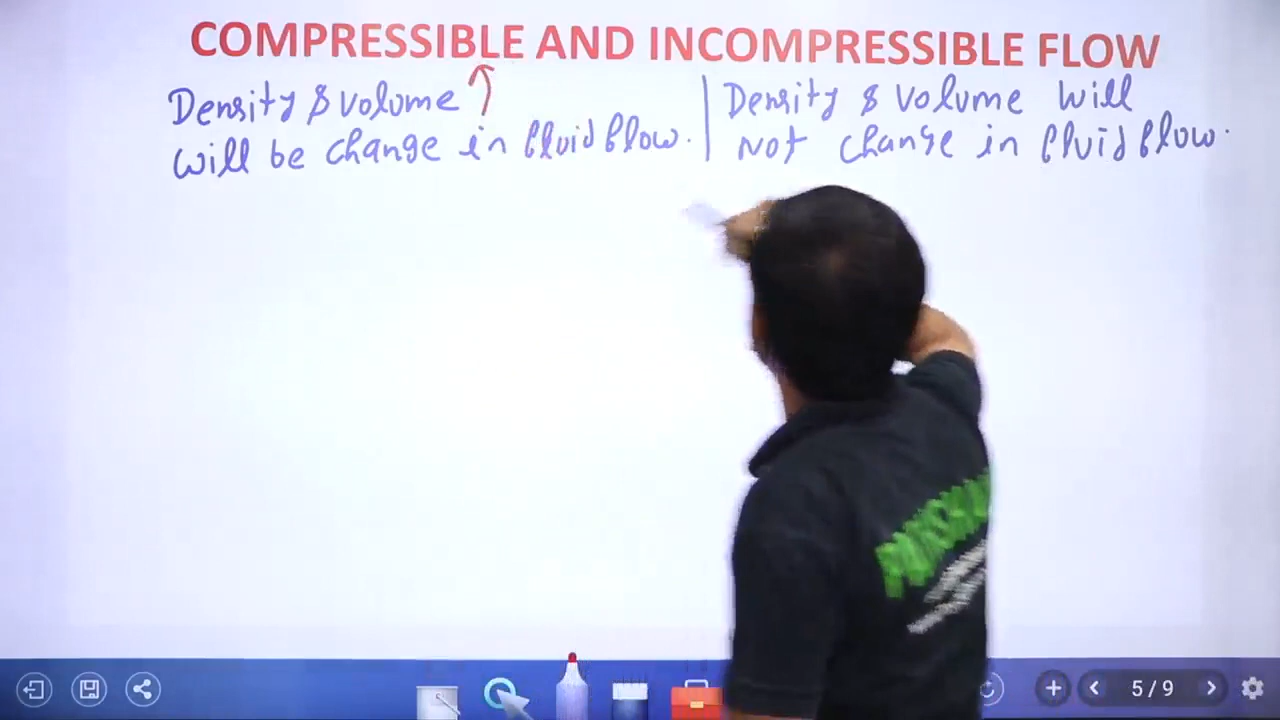 COMPRESSIBLE AND INCOMPRESSIBLE FLOW
Density & volume
will be change in fluid flow.
Density & volume will
Not change in fluid flow.
5 / 9